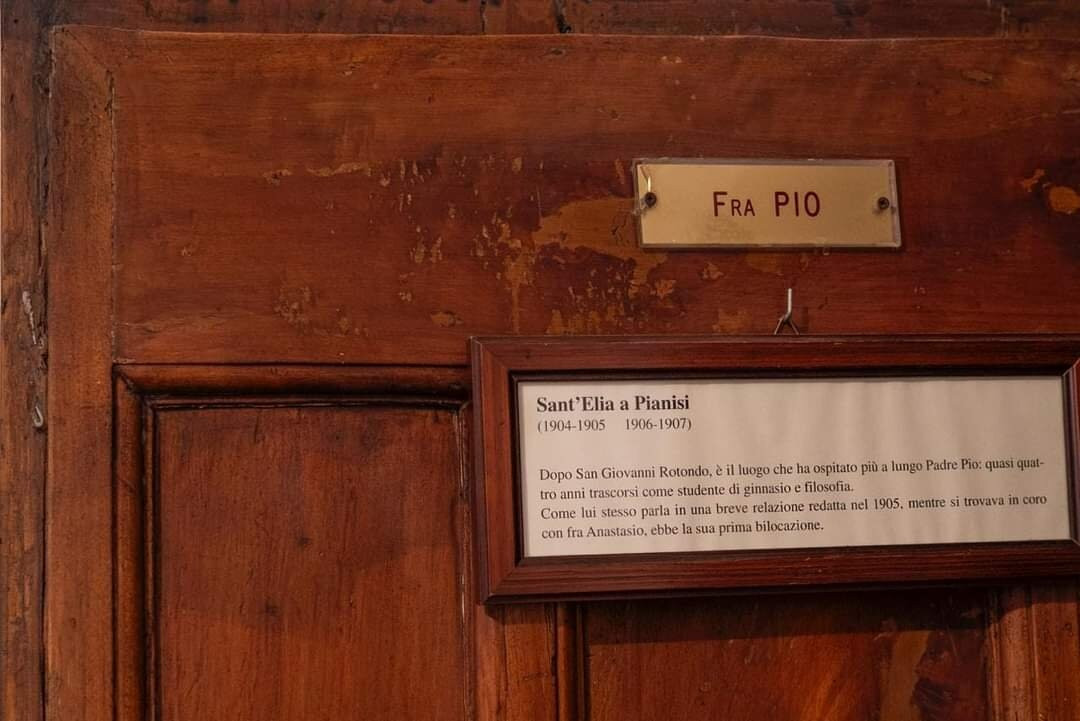 FRA PIO
Sant'Elia a Pianisi
(1904-1905 1906-1907)
Dopo San Giovanni Rotondo, è il luogo che ha ospitato più a lungo Padre Pio: quasi quat-
tro anni trascorsi come studente di ginnasio e filosofia.
Come lui stesso parla in una breve relazione redatta nel 1905, mentre si trovava in coro
con fra Anastasio, ebbe la sua prima bilocazione.